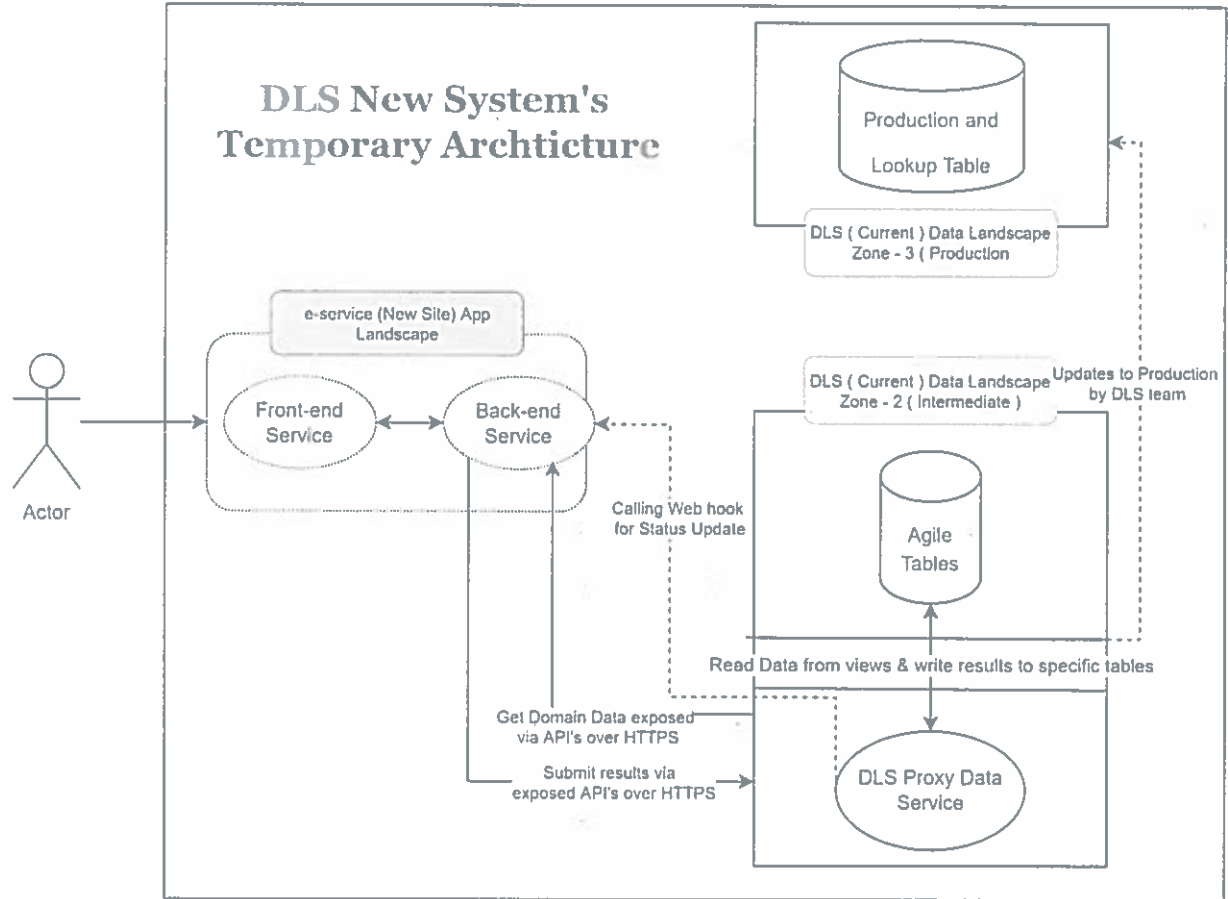 DLS New System's
Temporary Archticture
Production and
Lookup Table
DLS ( Current ) Data Landscape
Zone - 3 ( Production
e-service (New Site) App
Landscape
DLS ( Current ) Data Landscape
Zone - 2 ( Intermediate )
Updates to Production
by DLS team
Front-end
Service
Back-end
Service
Actor
Calling Web hook
for Status Update
Agile
Tables
Read Data from views & write results to specific tables
Get Domain Data exposed
via API's over HTTPS
Submit results via
exposed API's over HTTPS
DLS Proxy Data
Service